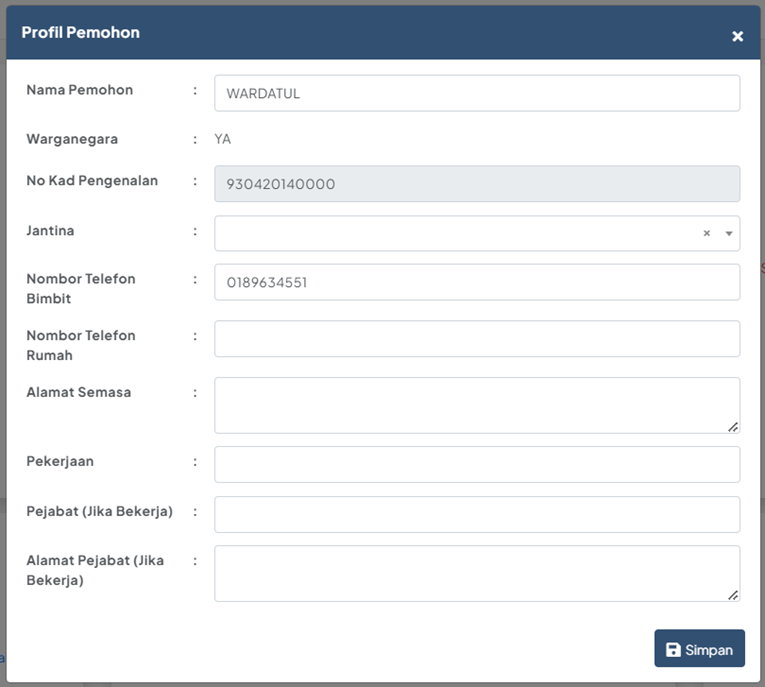 Profil Pemohon ×
Nama Pemohon : WARDATUL
Warganegara : YA
No Kad Pengenalan : 930420140000
Jantina : ×
Nombor Telefon : 0189634551
Bimbit
Nombor Telefon :
Rumah
Alamat Semasa :
Pekerjaan :
Pejabat (Jika Bekerja) :
Alamat Pejabat (Jika :
Bekerja)
Simpan